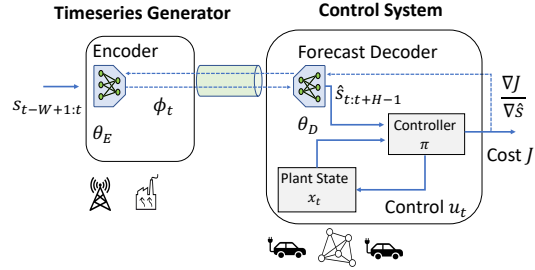 Timeseries Generator
Control System
Encoder
Forecast Decoder
s_{t-W+1:t}
ϕ_t
θ_E
ŝ_{t:t+H-1}
θ_D
∇J
∇ŝ
Controller
π
Cost J
Plant State
x_t
Control u_t